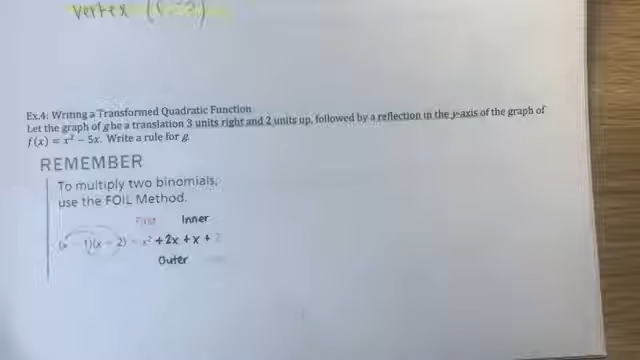 vertex
Ex.4: Writing a Transformed Quadratic Function
Let the graph of g be a translation 3 units right and 2 units up, followed by a reflection in the y-axis of the graph of
f(x) = x² − 5x. Write a rule for g.
REMEMBER
To multiply two binomials,
use the FOIL Method.
First Inner
x² + 2x + x + 2
Outer